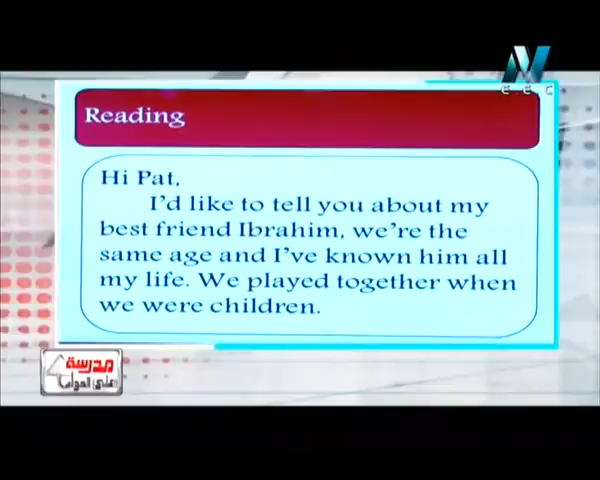 Reading
Hi Pat,
I'd like to tell you about my
best friend Ibrahim, we're the
same age and I've known him all
my life. We played together when
we were children.
مدرسة
على الهواء